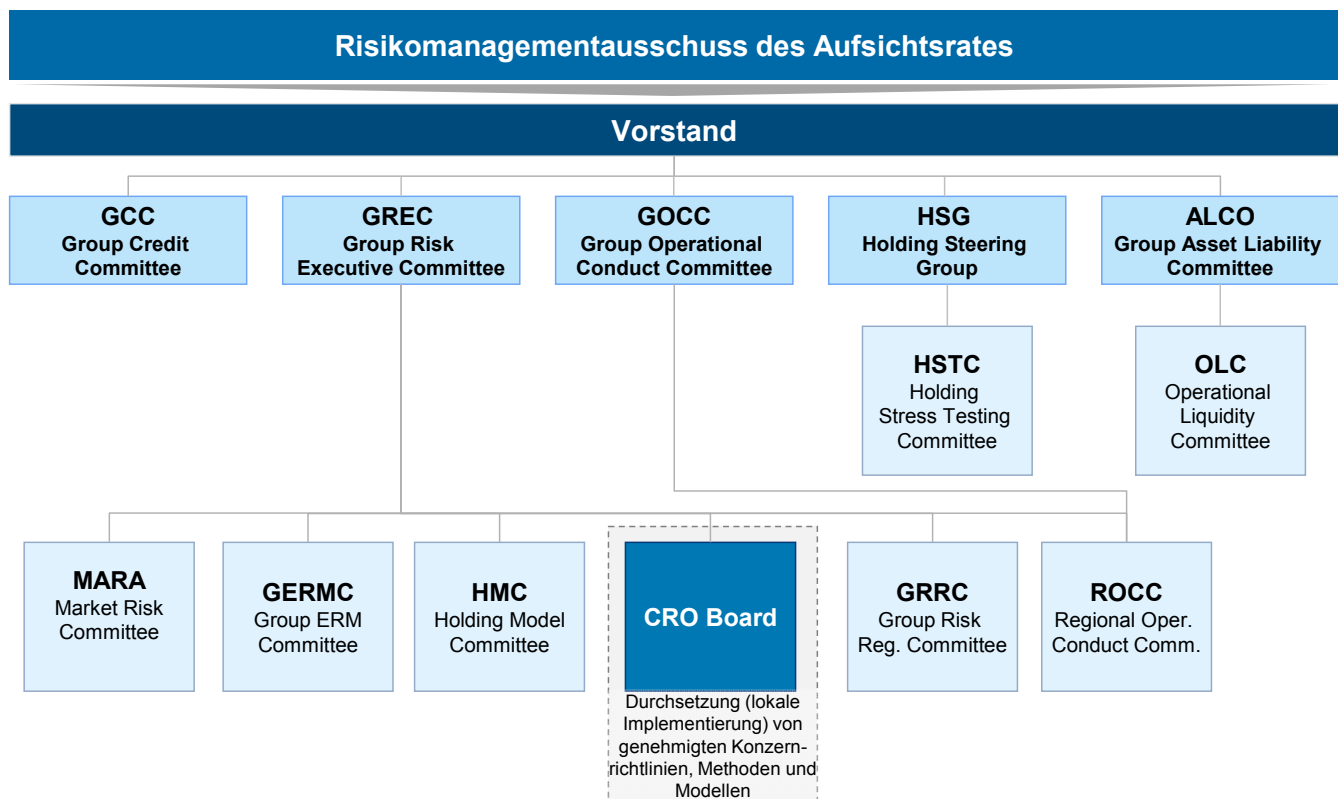 Risikomanagementausschuss des Aufsichtsrates
Vorstand
GCC
Group Credit
Committee
GREC
Group Risk
Executive Committee
GOCC
Group Operational
Conduct Committee
HSG
Holding Steering
Group
ALCO
Group Asset Liability
Committee
HSTC
Holding
Stress Testing
Committee
OLC
Operational
Liquidity
Committee
MARA
Market Risk
Committee
GERMC
Group ERM
Committee
HMC
Holding Model
Committee
CRO Board
Durchsetzung (lokale
Implementierung) von
genehmigten Konzern-
richtlinien, Methoden und
Modellen
GRRC
Group Risk
Reg. Committee
ROCC
Regional Oper.
Conduct Comm.